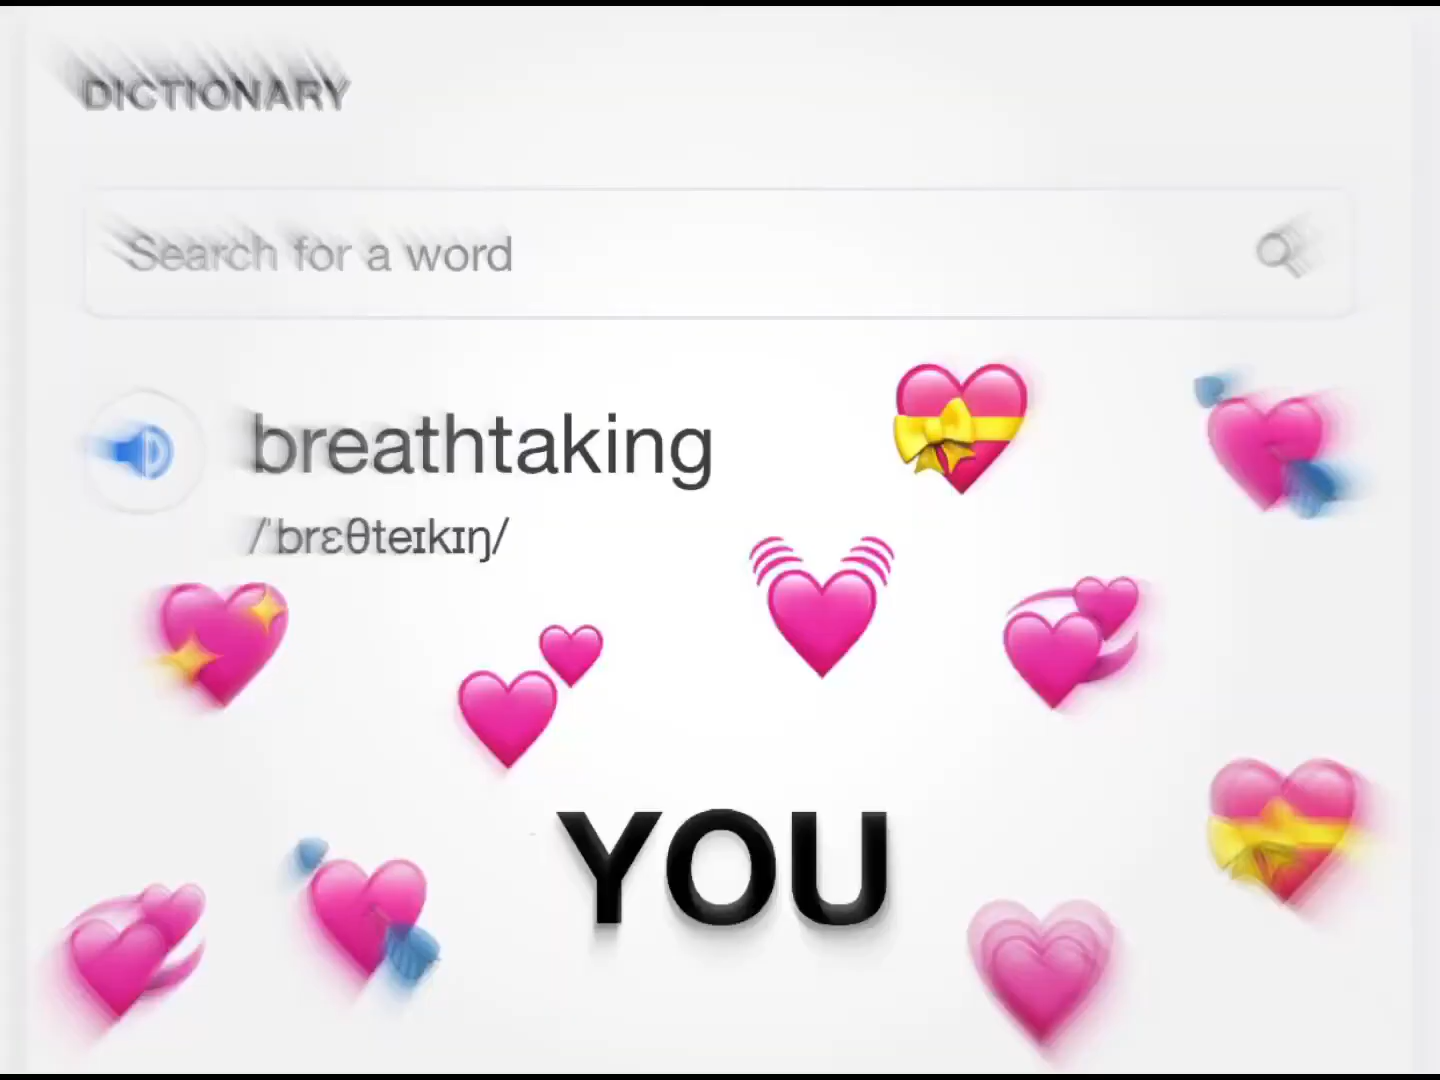 DICTIONARY
Search for a word
breathtaking
/ˈbrɛθteɪkɪŋ/
YOU